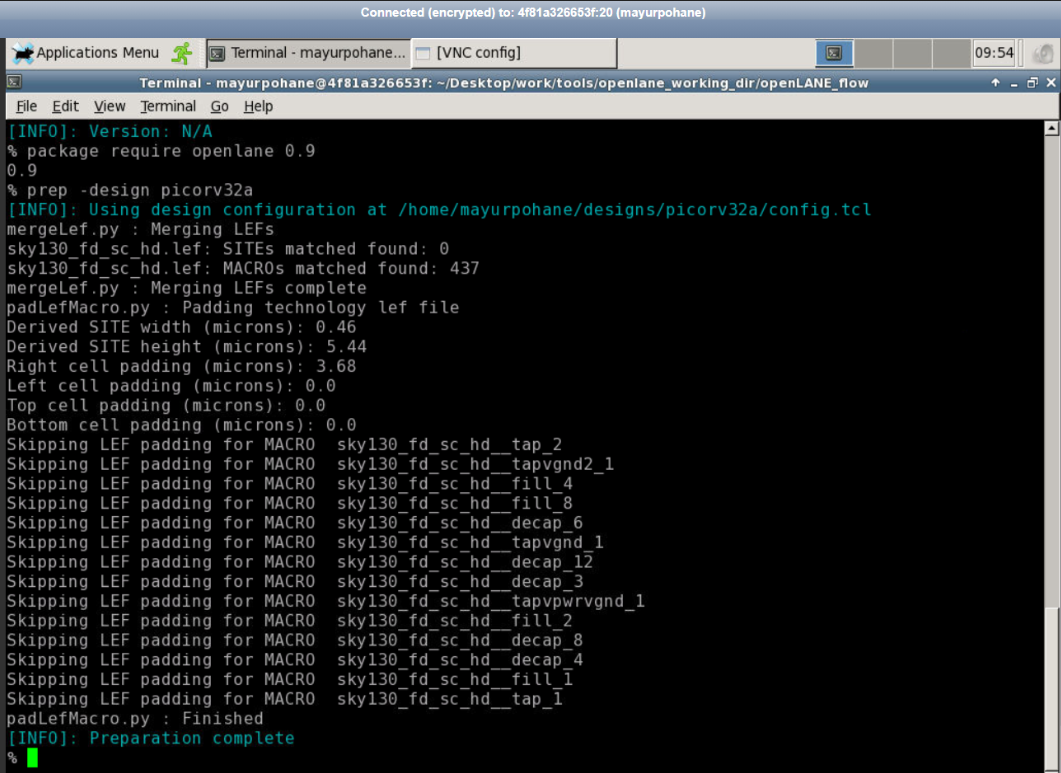 Connected (encrypted) to: 4f81a326653f:20 (mayurpohane)
Applications Menu Terminal - mayurpohane... [VNC config] 09:54
Terminal - mayurpohane@4f81a326653f: ~/Desktop/work/tools/openlane_working_dir/openLANE_flow
File Edit View Terminal Go Help
[INFO]: Version: N/A
% package require openlane 0.9
0.9
% prep -design picorv32a
[INFO]: Using design configuration at /home/mayurpohane/designs/picorv32a/config.tcl
mergeLef.py : Merging LEFs
sky130_fd_sc_hd.lef: SITEs matched found: 0
sky130_fd_sc_hd.lef: MACROs matched found: 437
mergeLef.py : Merging LEFs complete
padLefMacro.py : Padding technology lef file
Derived SITE width (microns): 0.46
Derived SITE height (microns): 5.44
Right cell padding (microns): 3.68
Left cell padding (microns): 0.0
Top cell padding (microns): 0.0
Bottom cell padding (microns): 0.0
Skipping LEF padding for MACRO  sky130_fd_sc_hd__tap_2
Skipping LEF padding for MACRO  sky130_fd_sc_hd__tapvgnd2_1
Skipping LEF padding for MACRO  sky130_fd_sc_hd__fill_4
Skipping LEF padding for MACRO  sky130_fd_sc_hd__fill_8
Skipping LEF padding for MACRO  sky130_fd_sc_hd__decap_6
Skipping LEF padding for MACRO  sky130_fd_sc_hd__tapvgnd_1
Skipping LEF padding for MACRO  sky130_fd_sc_hd__decap_12
Skipping LEF padding for MACRO  sky130_fd_sc_hd__decap_3
Skipping LEF padding for MACRO  sky130_fd_sc_hd__tapvpwrvgnd_1
Skipping LEF padding for MACRO  sky130_fd_sc_hd__fill_2
Skipping LEF padding for MACRO  sky130_fd_sc_hd__decap_8
Skipping LEF padding for MACRO  sky130_fd_sc_hd__decap_4
Skipping LEF padding for MACRO  sky130_fd_sc_hd__fill_1
Skipping LEF padding for MACRO  sky130_fd_sc_hd__tap_1
padLefMacro.py : Finished
[INFO]: Preparation complete
%